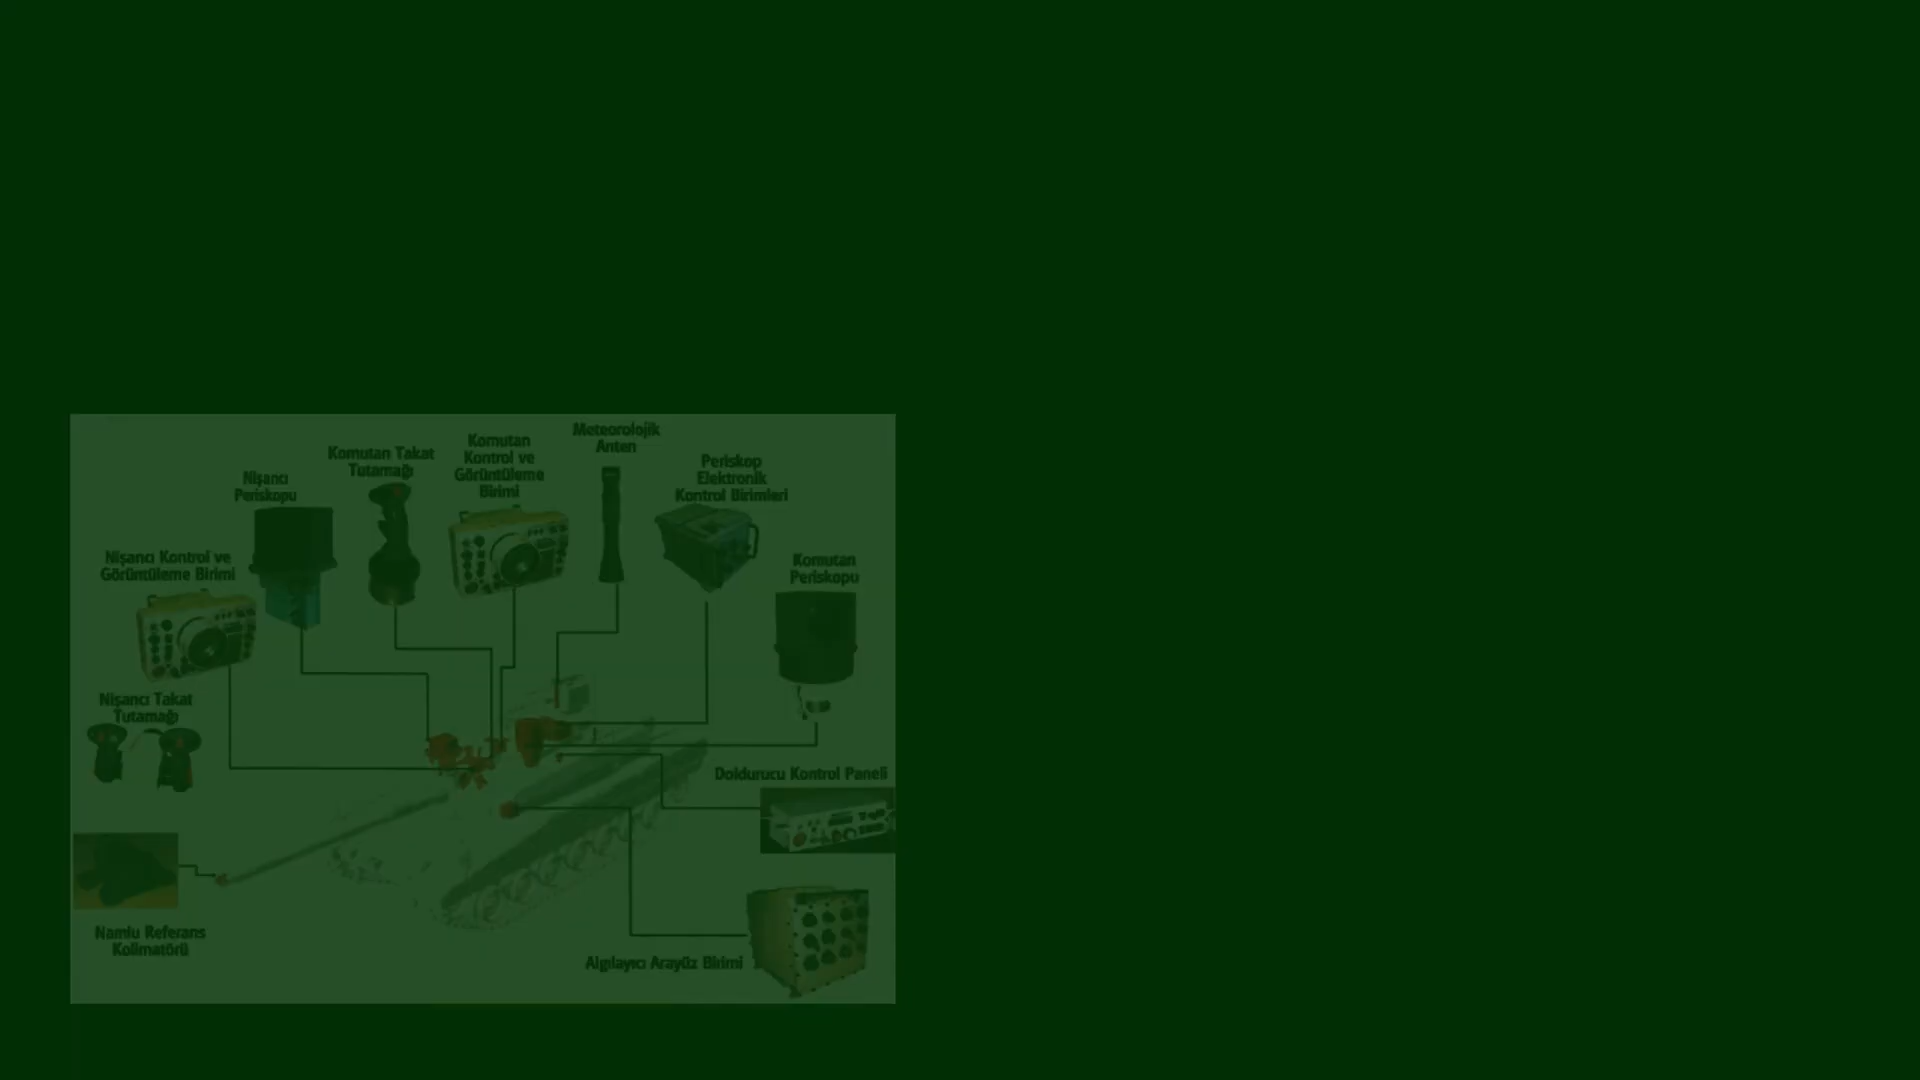 Meteorolojik
Anten
Komutan
Kontrol ve
Görüntüleme
Birimi
Komutan Takat
Tutamağı
Periskop
Elektronik
Kontrol Birimleri
Nişancı
Periskopu
Nişancı Kontrol ve
Görüntüleme Birimi
Komutan
Periskopu
Nişancı Takat
Tutamağı
Doldurucu Kontrol Paneli
Namlu Referans
Kolimatörü
Algılayıcı Arayüz Birimi